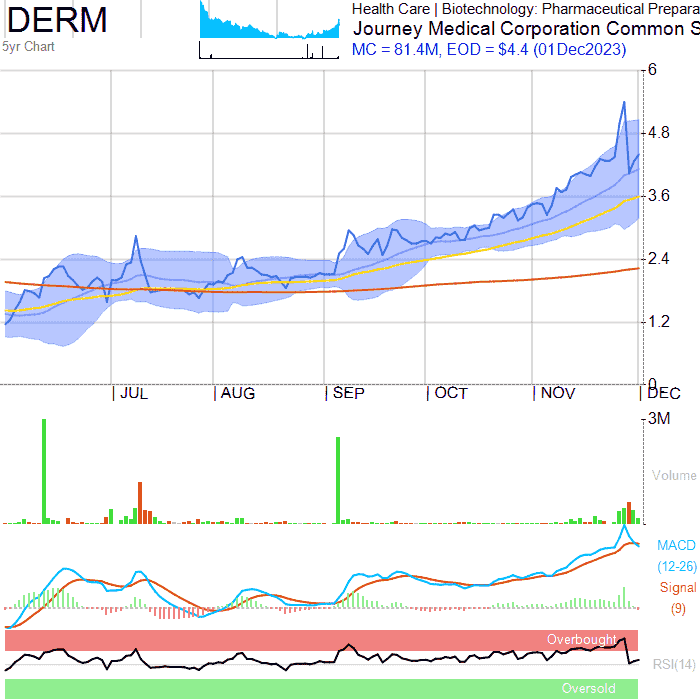 DERM
5yr Chart
Health Care | Biotechnology: Pharmaceutical Prepara
Journey Medical Corporation Common S
MC = 81.4M, EOD = $4.4 (01Dec2023)
6
4.8
3.6
2.4
1.2
0
JUL
AUG
SEP
OCT
NOV
DEC
3M
Volume
MACD
(12-26)
Signal
(9)
Overbought
RSI(14)
Oversold